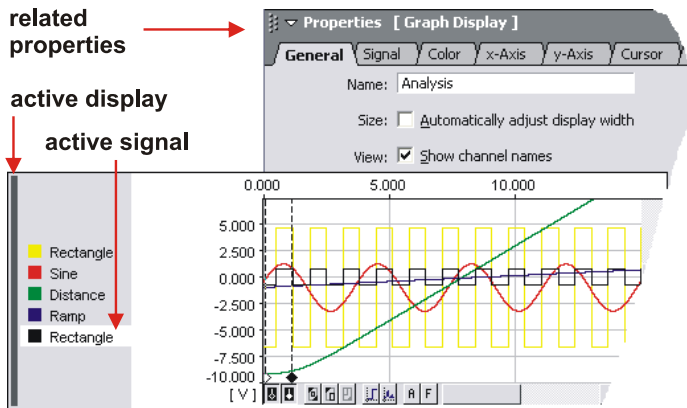 related
properties
Properties [ Graph Display ]
General Signal Color x-Axis y-Axis Cursor
Name: Analysis
Size: Automatically adjust display width
View: Show channel names
active display
active signal
0.000 5.000 10.000
5.000
2.500
0.000
-2.500
-5.000
-7.500
-10.000
[ V ]
Rectangle
Sine
Distance
Ramp
Rectangle
A F